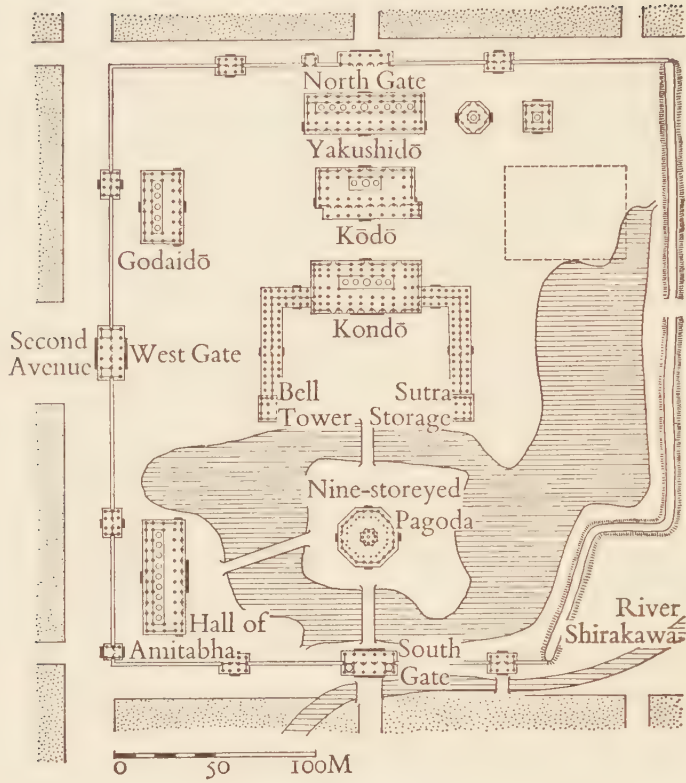 North Gate
Yakushidō
Kōdō
Godaidō
Kondō
Second
Avenue
West Gate
Bell
Tower
Sutra
Storage
Nine-storeyed
Pagoda
Hall of
Amitabha
South
Gate
River
Shirakawa
0 50 100M